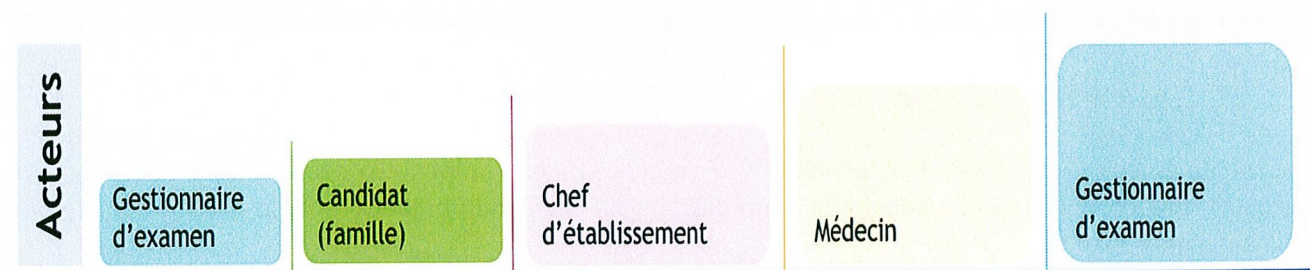 Acteurs
Gestionnaire
d'examen
Candidat
(famille)
Chef
d'établissement
Médecin
Gestionnaire
d'examen